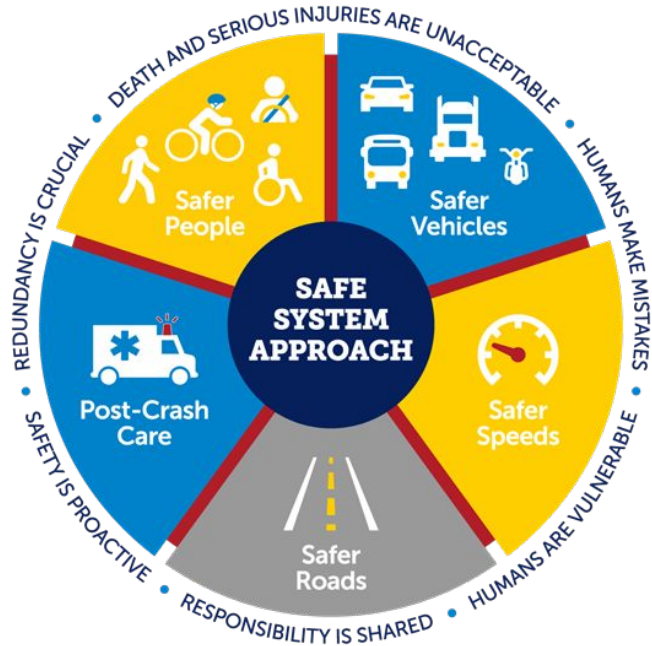 DEATH AND SERIOUS INJURIES ARE UNACCEPTABLE
HUMANS MAKE MISTAKES
HUMANS ARE VULNERABLE
RESPONSIBILITY IS SHARED
SAFETY IS PROACTIVE
REDUNDANCY IS CRUCIAL
Safer
People
Safer
Vehicles
SAFE
SYSTEM
APPROACH
Post-Crash
Care
Safer
Speeds
Safer
Roads